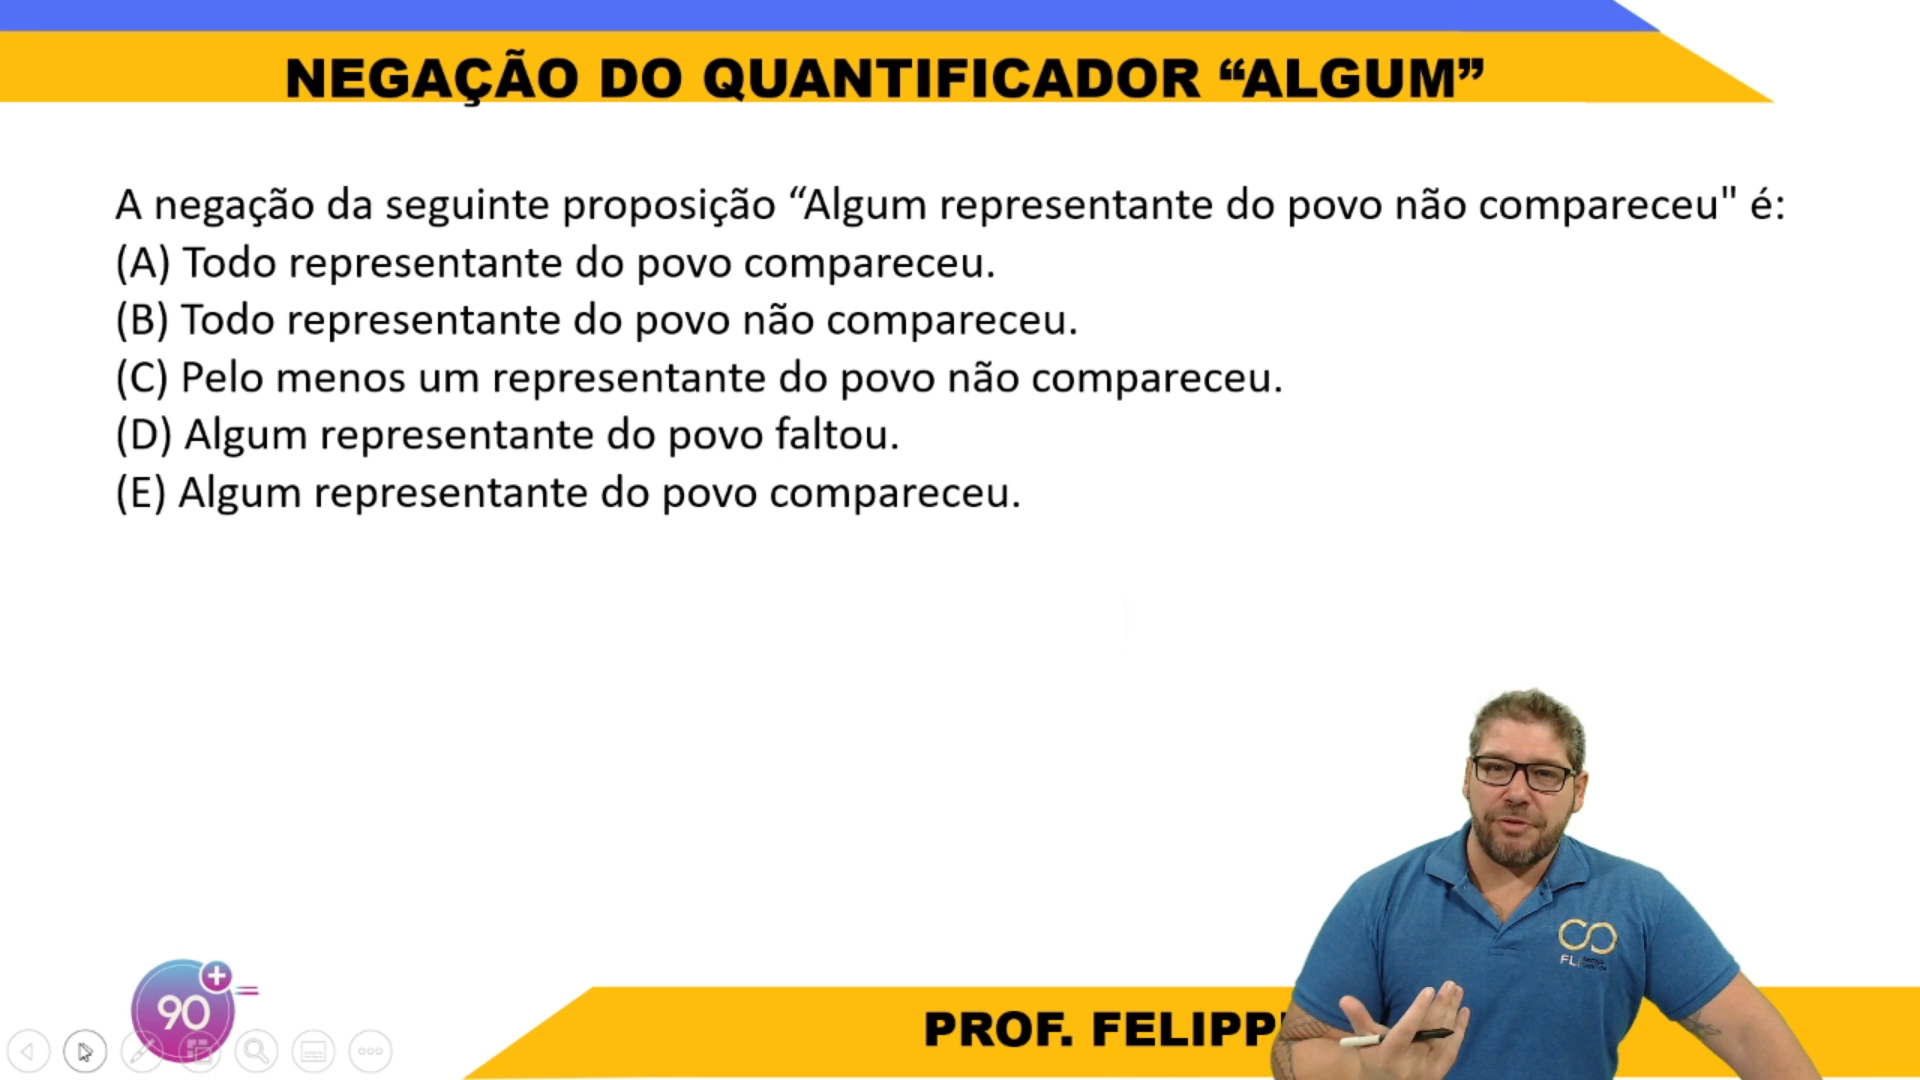 NEGAÇÃO DO QUANTIFICADOR “ALGUM”
A negação da seguinte proposição “Algum representante do povo não compareceu" é:
(A) Todo representante do povo compareceu.
(B) Todo representante do povo não compareceu.
(C) Pelo menos um representante do povo não compareceu.
(D) Algum representante do povo faltou.
(E) Algum representante do povo compareceu.
FL
90
PROF. FELIPP